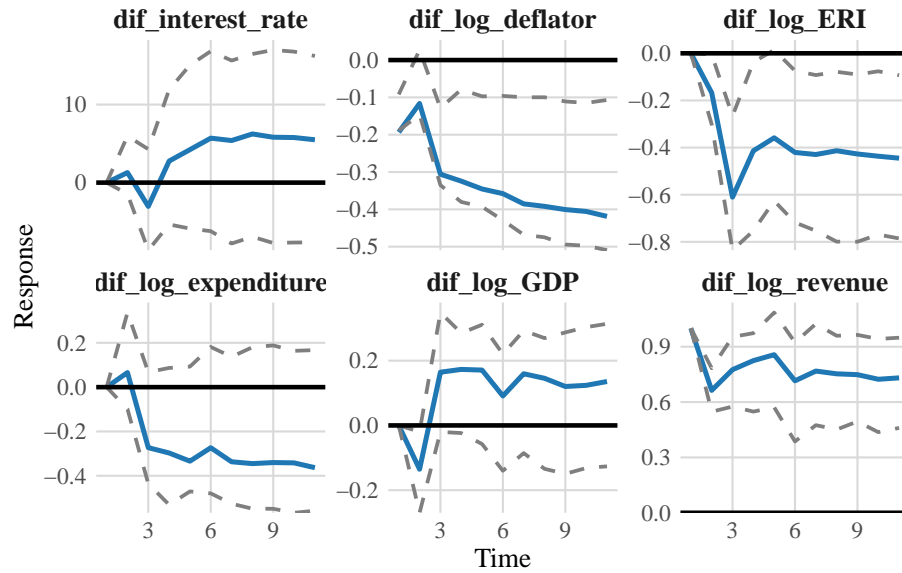 dif_interest_rate
dif_log_deflator
dif_log_ERI
10
0
0.0
−0.1
−0.2
−0.3
−0.4
−0.5
0.0
−0.2
−0.4
−0.6
−0.8
dif_log_expenditure
dif_log_GDP
dif_log_revenue
0.2
0.0
−0.2
−0.4
0.2
0.0
−0.2
0.9
0.6
0.3
0.0
3 6 9
3 6 9
3 6 9
Time
Response